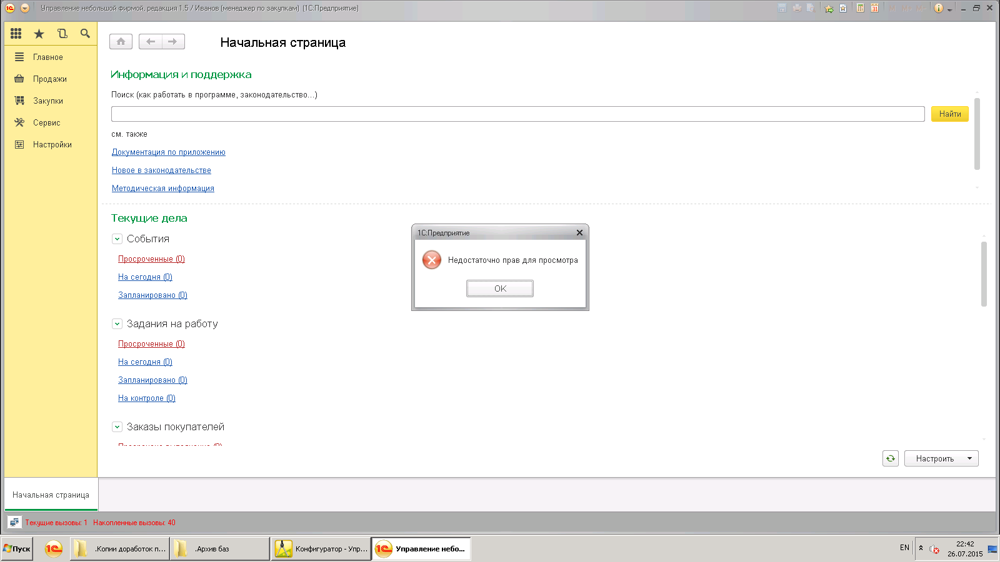 Управление небольшой фирмой, редакция 1.5 / Иванов (менеджер по закупкам) (1С:Предприятие)
M M+ M-
Начальная страница
Главное
Продажи
Закупки
Сервис
Настройки
Информация и поддержка
Поиск (как работать в программе, законодательство...)
Найти
см. также
Документация по приложению
Новое в законодательстве
Методическая информация
Текущие дела
События
Просроченные (0)
На сегодня (0)
Запланировано (0)
Задания на работу
Просроченные (0)
На сегодня (0)
Запланировано (0)
На контроле (0)
Заказы покупателей
1С:Предприятие
Недостаточно прав для просмотра
OK
Настроить
Начальная страница
Текущие вызовы: 1 Накопленные вызовы: 40
Пуск
.Копии доработок п...
.Архив баз
Конфигуратор - Упр...
Управление небо...
EN
22:42
26.07.2015